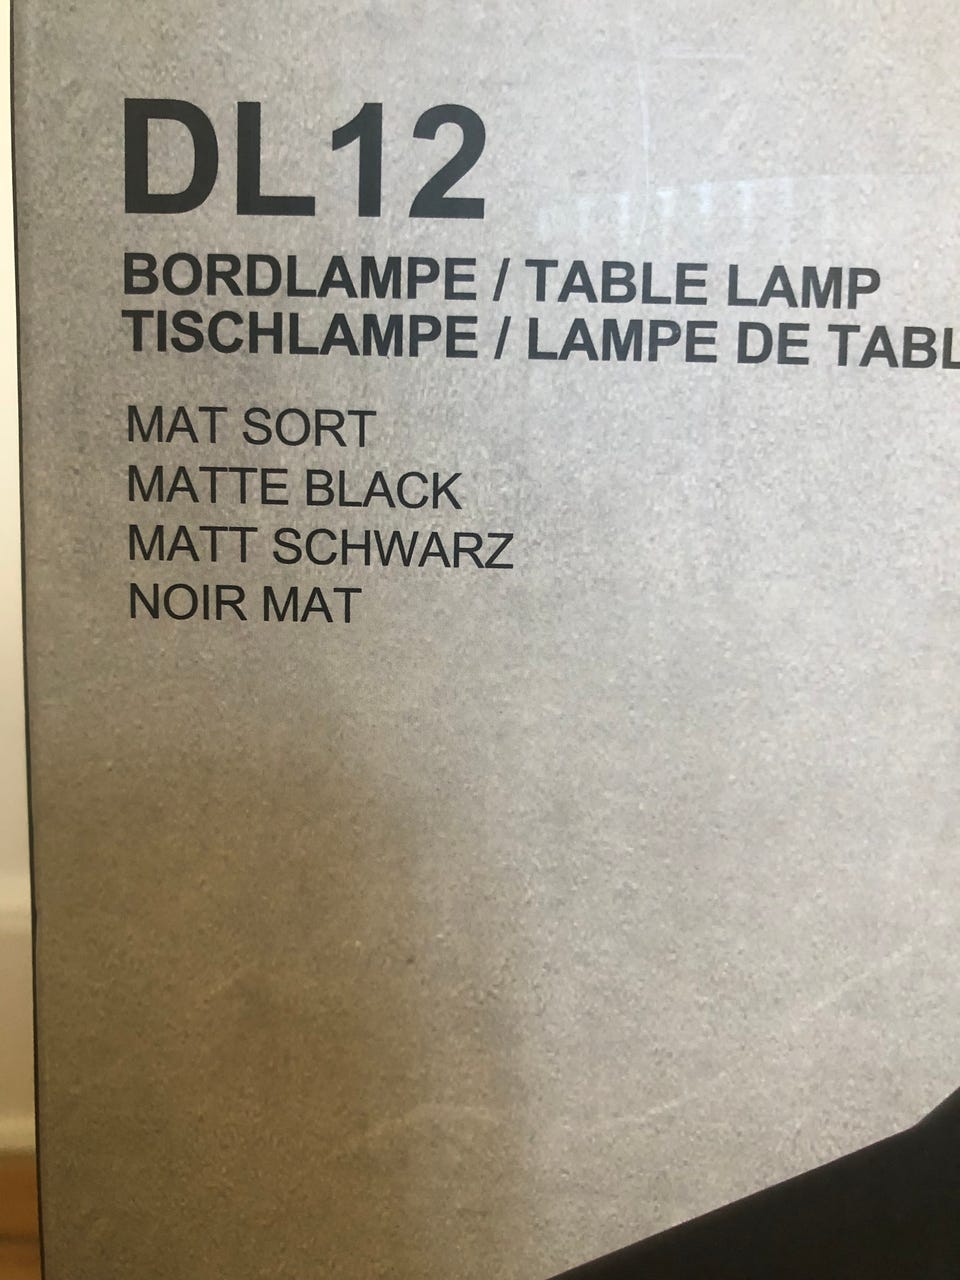 DL12
BORDLAMPE / TABLE LAMP
TISCHLAMPE / LAMPE DE TABL
MAT SORT
MATTE BLACK
MATT SCHWARZ
NOIR MAT